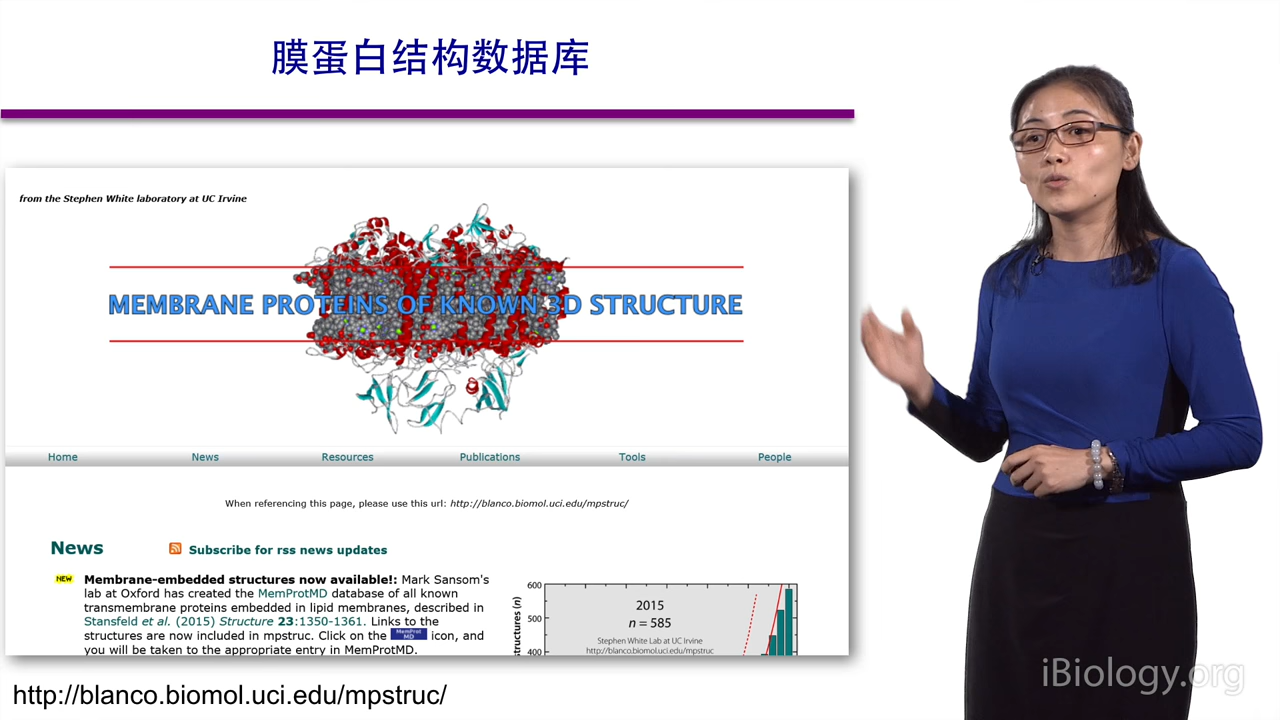 膜蛋白结构数据库
from the Stephen White laboratory at UC Irvine
MEMBRANE PROTEINS OF KNOWN 3D STRUCTURE
Home News Resources Publications Tools People
When referencing this page, please use this url: http://blanco.biomol.uci.edu/mpstruc/
News Subscribe for rss news updates
NEW Membrane-embedded structures now available!: Mark Sansom's
lab at Oxford has created the MemProtMD database of all known
transmembrane proteins embedded in lipid membranes, described in
Stansfeld et al. (2015) Structure 23:1350-1361. Links to the
structures are now included in mpstruc. Click on the MemProt
MD icon, and
you will be taken to the appropriate entry in MemProtMD.
600
500
400
structures (n)
2015
n = 585
Stephen White Lab at UC Irvine
http://blanco.biomol.uci.edu/mpstruc
http://blanco.biomol.uci.edu/mpstruc/
iBiology.org